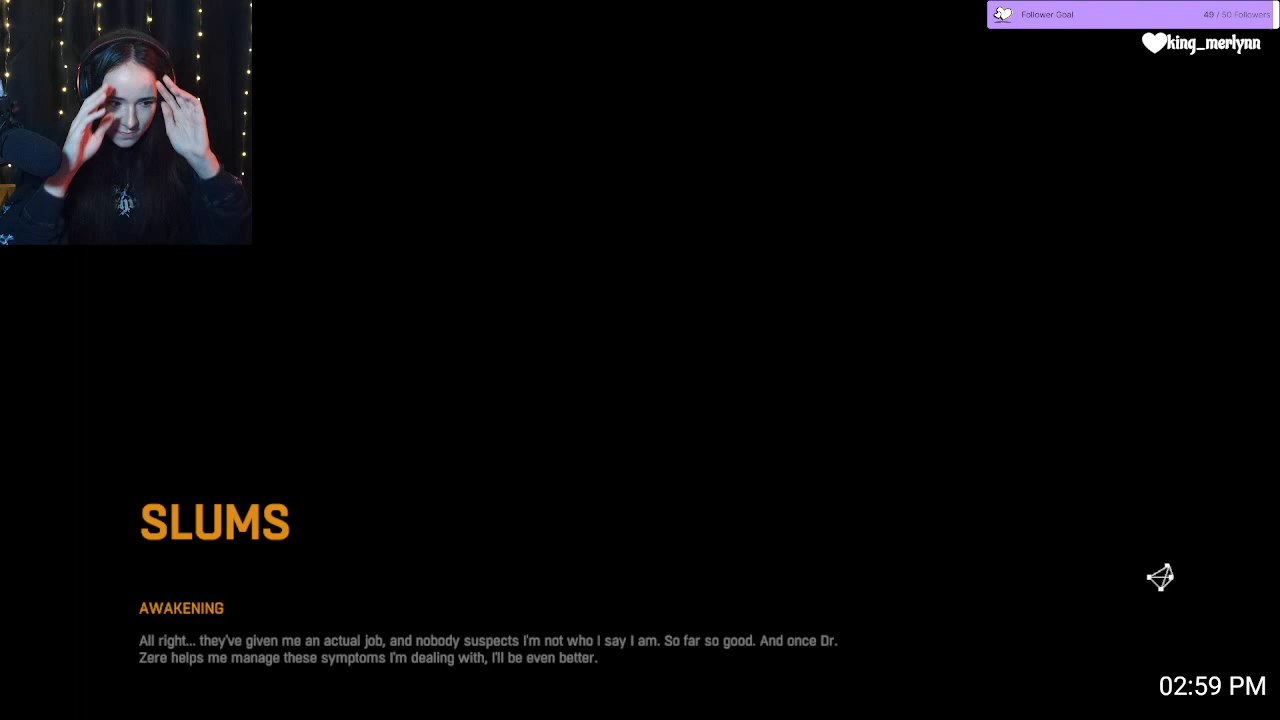 Follower Goal
49 / 50 Followers
king_merlynn
SLUMS
AWAKENING
All right... they've given me an actual job, and nobody suspects I'm not who I say I am. So far so good. And once Dr.
Zere helps me manage these symptoms I'm dealing with, I'll be even better.
02:59 PM